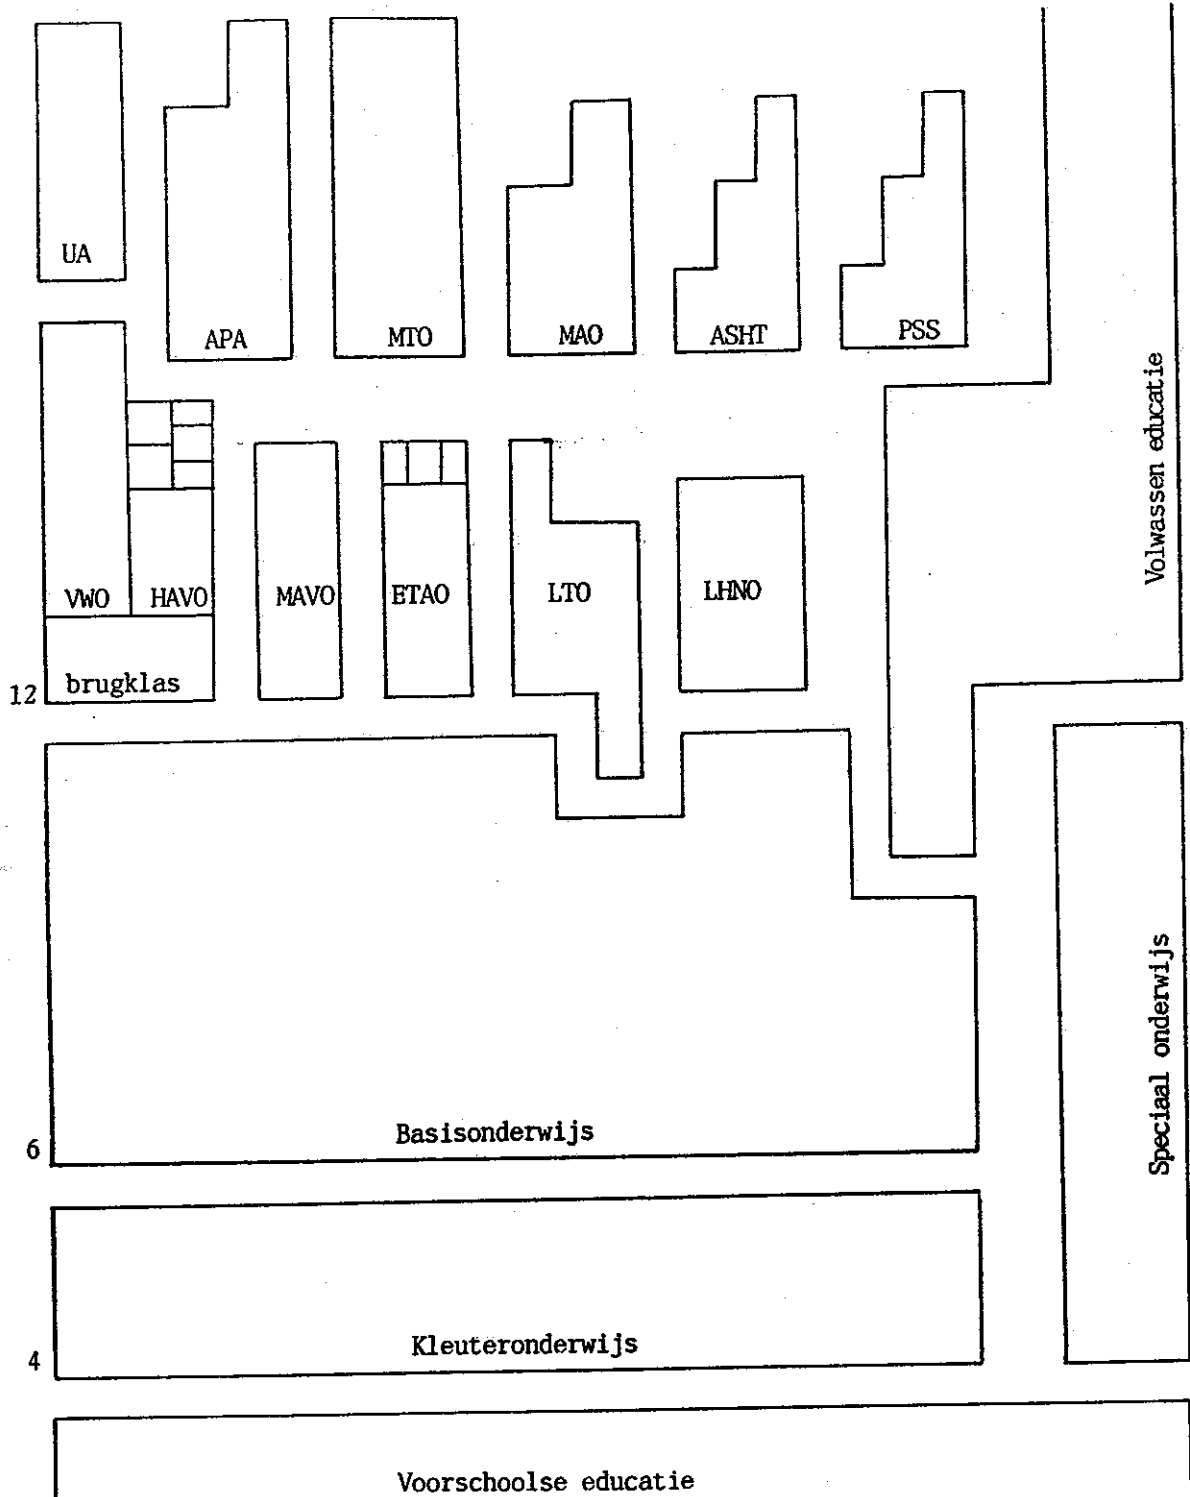 UA
APA
MTO
MAO
ASHT
PSS
Volwassen educatie
VWO
HAVO
MAVO
ETAO
LTO
LHNO
brugklas
12
Speciaal onderwijs
Basisonderwijs
6
Kleuteronderwijs
4
Voorschoolse educatie